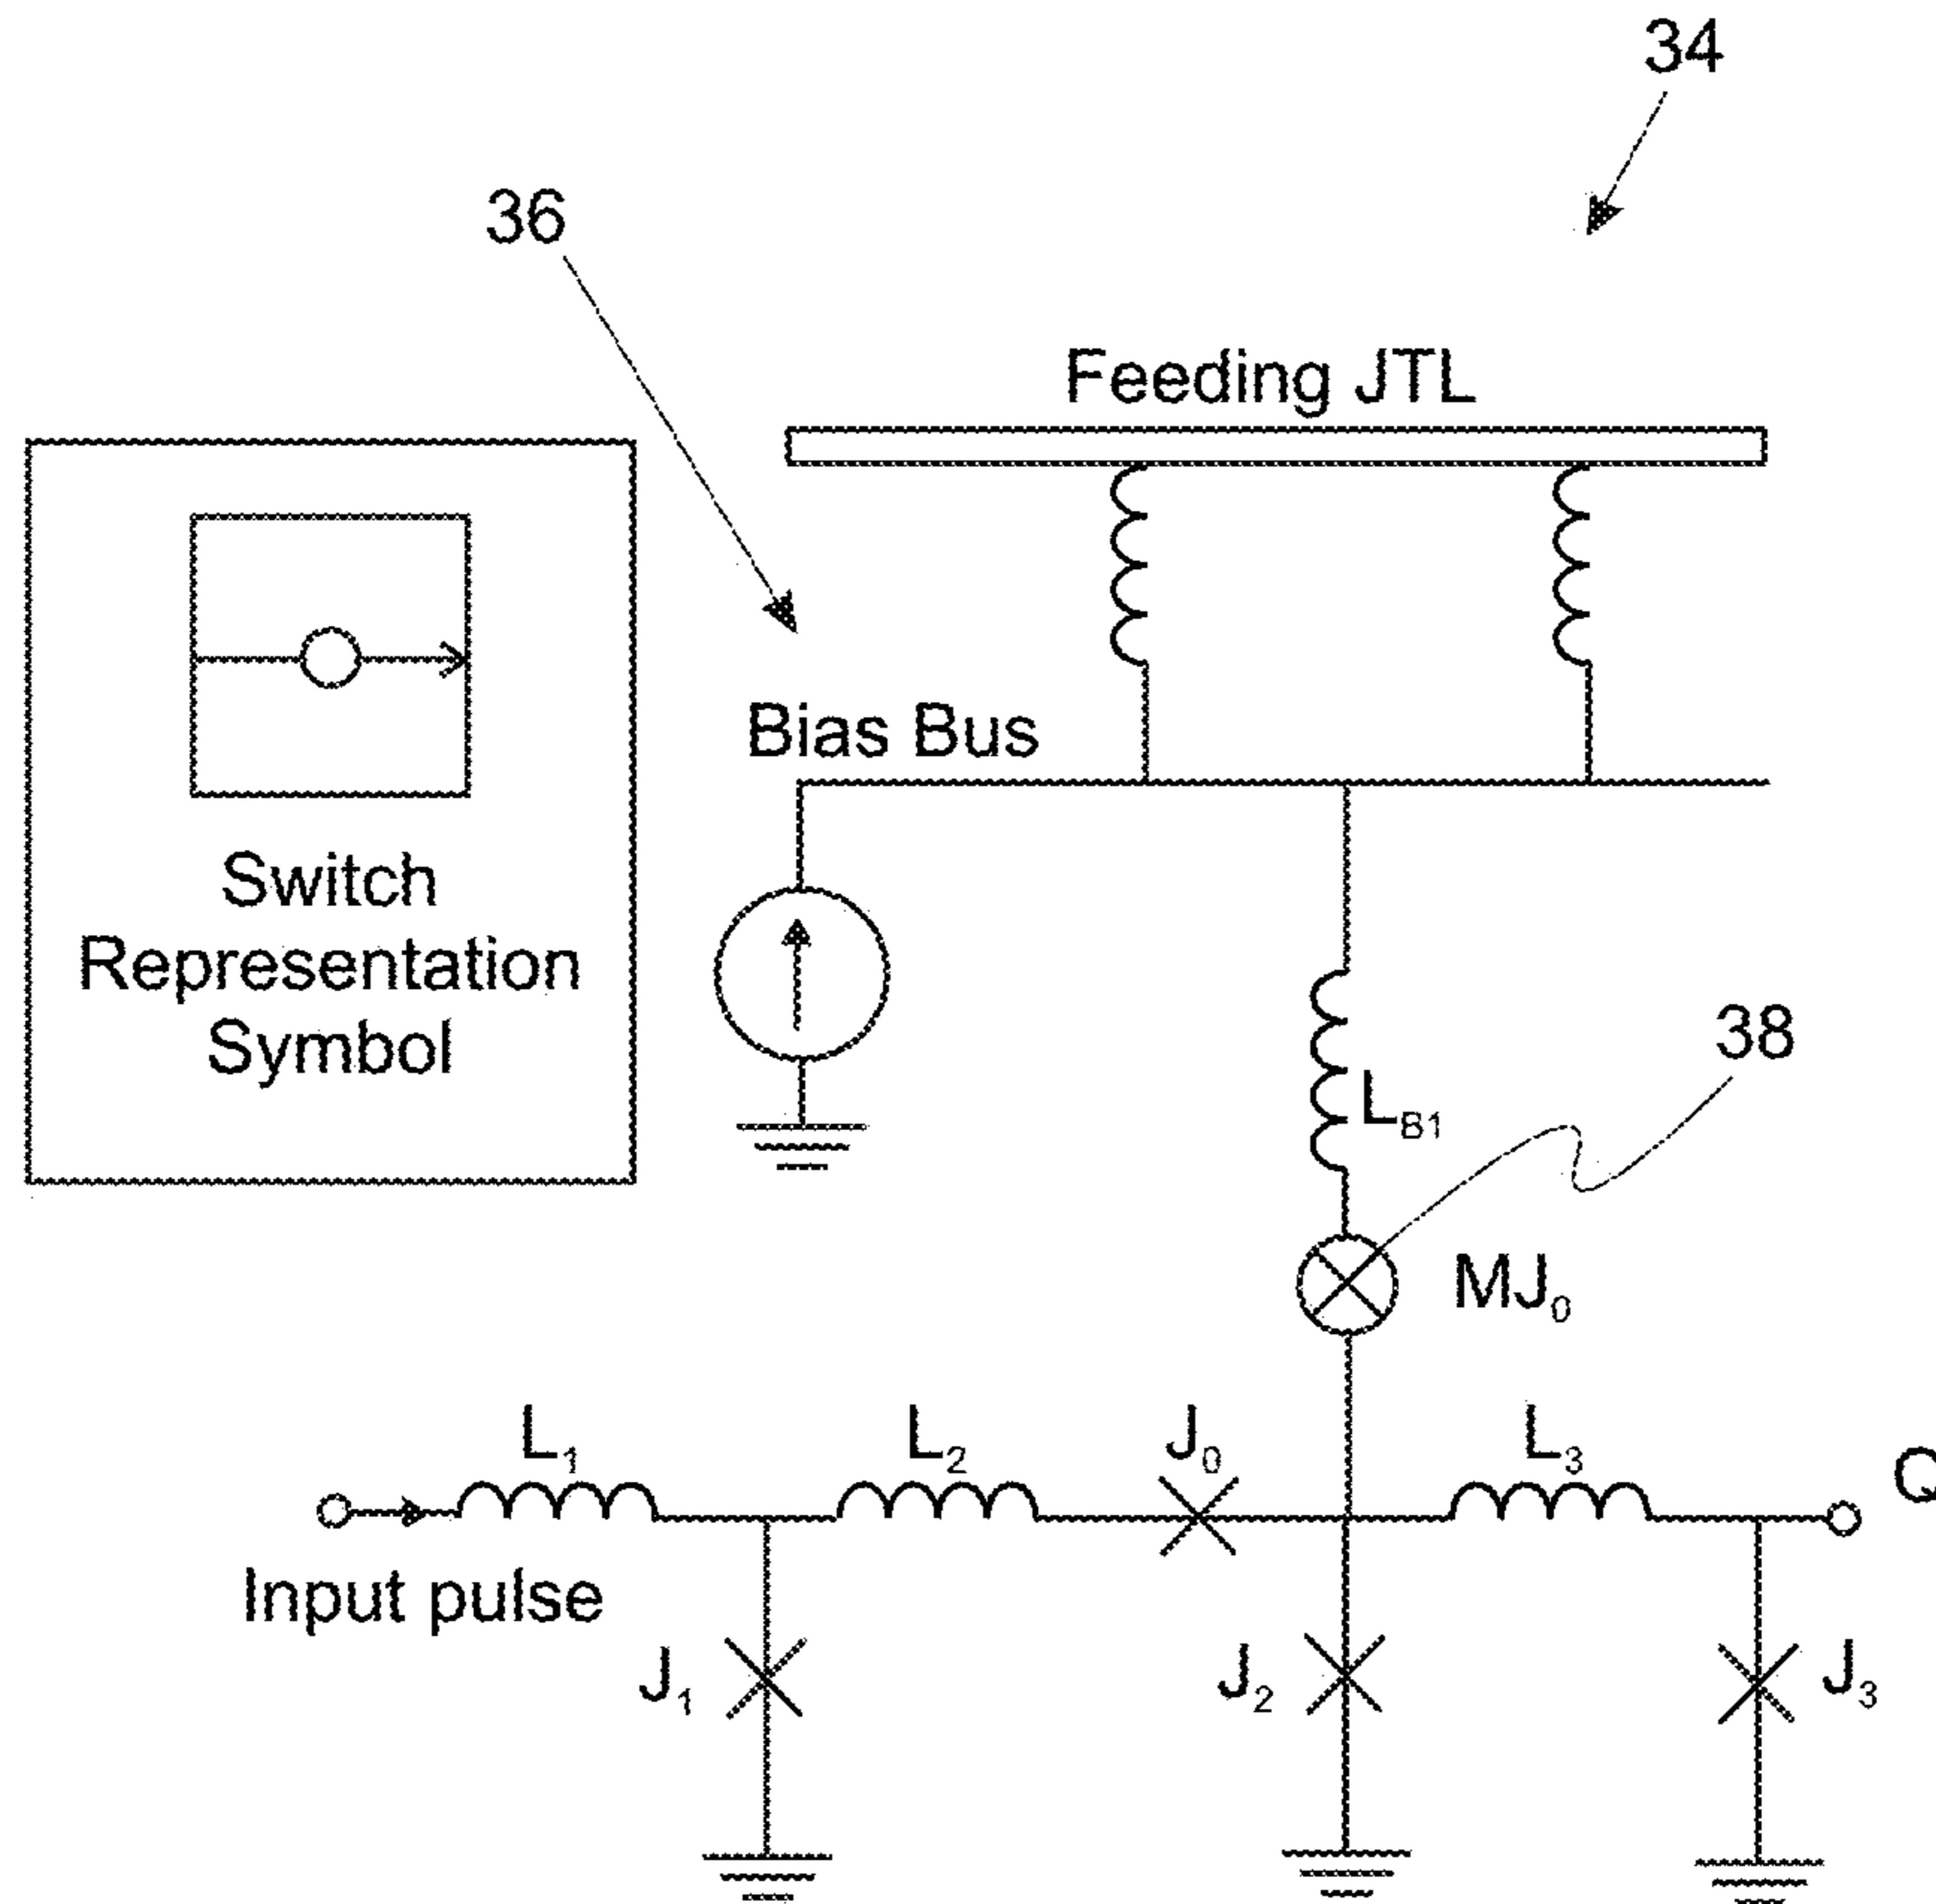 34
36
Feeding JTL
Bias Bus
Switch
Representation
Symbol
38
L_B1
MJ₀
L₁
L₂
J₀
L₃
Q
Input pulse
J₁
J₂
J₃